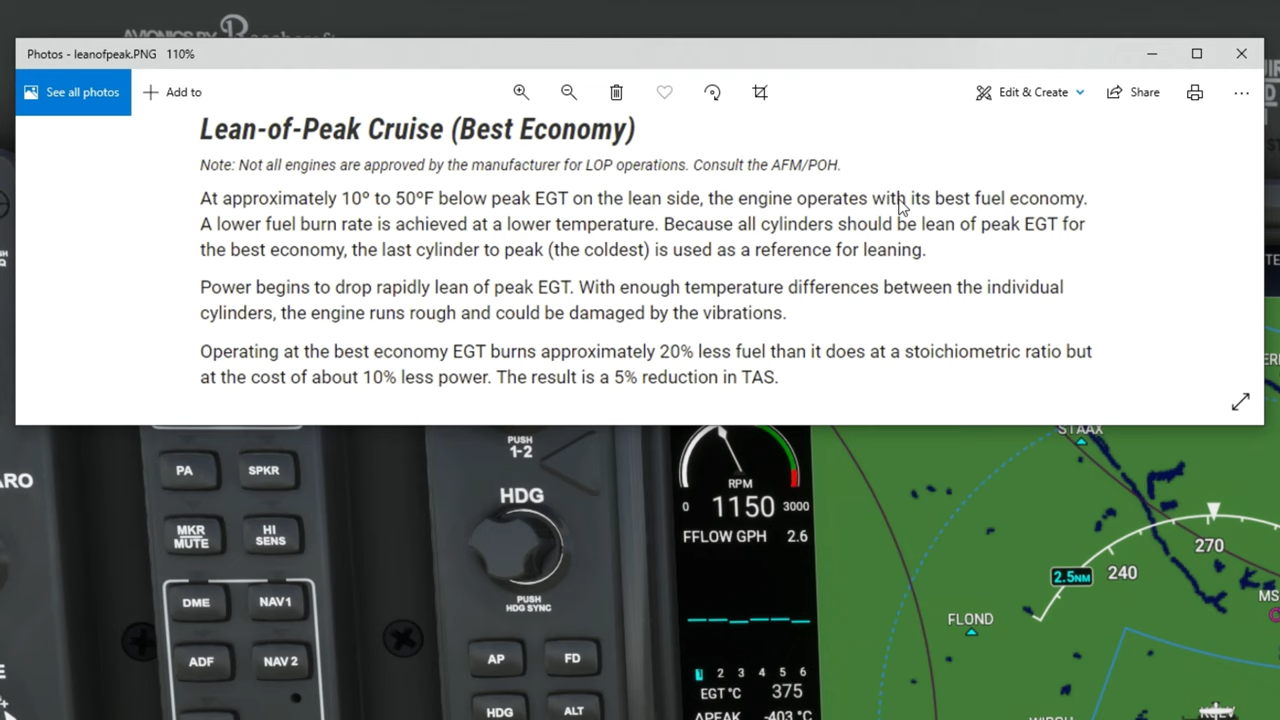 AVIONICS BY Beechcraft
Photos - leanofpeak.PNG 110%
See all photos
Add to
Edit & Create
Share
Lean-of-Peak Cruise (Best Economy)
Note: Not all engines are approved by the manufacturer for LOP operations. Consult the AFM/POH.
At approximately 10º to 50ºF below peak EGT on the lean side, the engine operates with its best fuel economy.
A lower fuel burn rate is achieved at a lower temperature. Because all cylinders should be lean of peak EGT for
the best economy, the last cylinder to peak (the coldest) is used as a reference for leaning.
Power begins to drop rapidly lean of peak EGT. With enough temperature differences between the individual
cylinders, the engine runs rough and could be damaged by the vibrations.
Operating at the best economy EGT burns approximately 20% less fuel than it does at a stoichiometric ratio but
at the cost of about 10% less power. The result is a 5% reduction in TAS.
ARO
PA
SPKR
MKR
MUTE
HI
SENS
DME
NAV1
ADF
NAV 2
PUSH
1-2
HDG
PUSH
HDG SYNC
AP
FD
HDG
ALT
RPM
0 1150 3000
FFLOW GPH 2.6
1 2 3 4 5 6
EGT °C 375
ΔPEAK -403 °C
STAAX
270
240
2.5NM
FLOND
MS